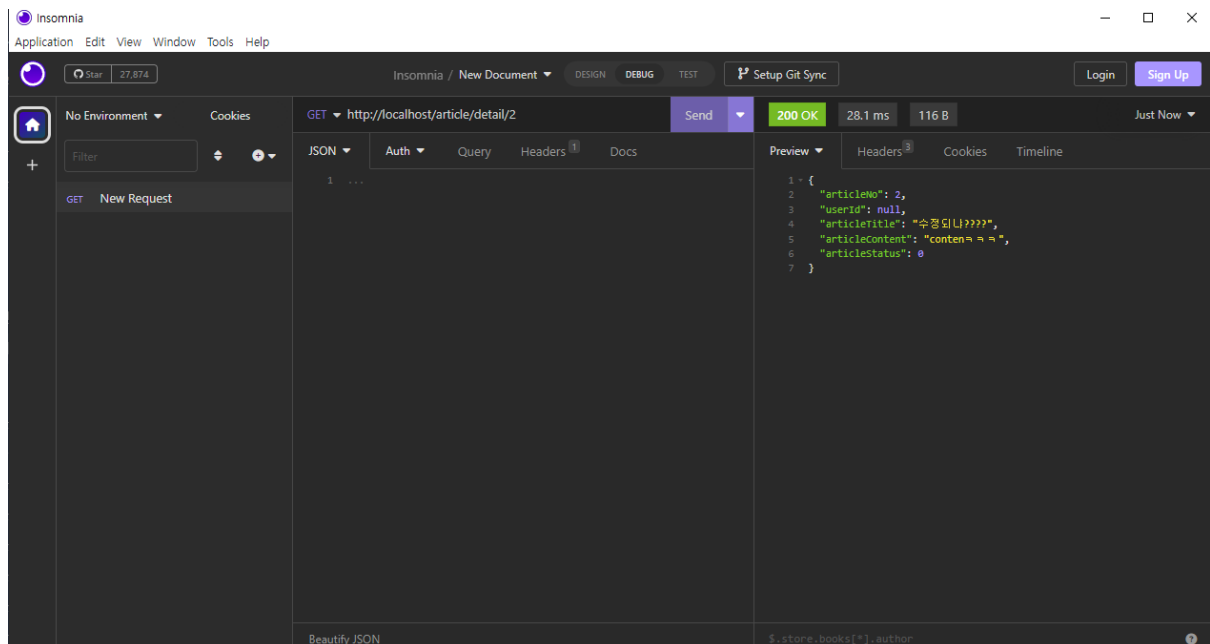 Insomnia
Application Edit View Window Tools Help
Star 27,874
Insomnia / New Document
DESIGN DEBUG TEST
Setup Git Sync
Login
Sign Up
No Environment
Cookies
GET http://localhost/article/detail/2
Send
200 OK
28.1 ms
116 B
Just Now
Filter
JSON Auth Query Headers 1 Docs
Preview Headers 3 Cookies Timeline
GET New Request
1 ...
1 {
2 "articleNo": 2,
3 "userId": null,
4 "articleTitle": "수정되나????",
5 "articleContent": "contenㅋㅋㅋ",
6 "articleStatus": 0
7 }
Beautify JSON
$.store.books[*].author